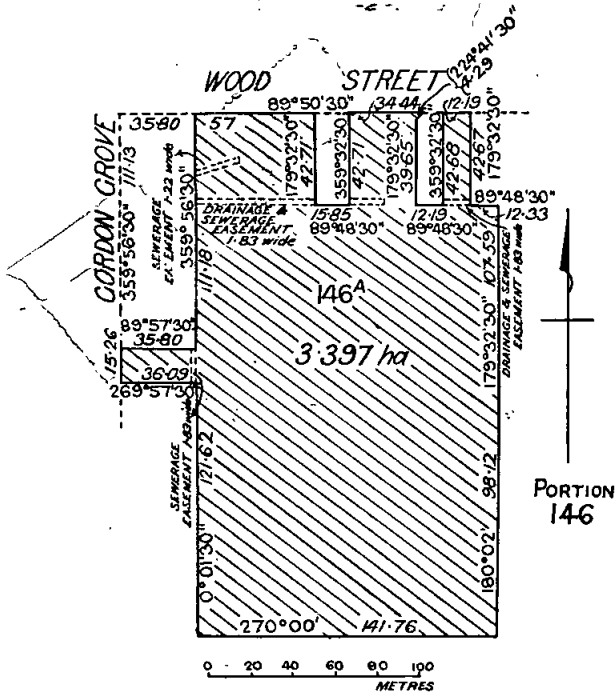 WOOD STREET
224°41'30"
4·29
89°50'30"
34·44
12·19
35·80
57
GORDON GROVE
359°56'30"
111·13
SEWERAGE
EASEMENT 1·22 wide
359°56'30"
111·18
179°32'30"
42·71
359°32'30"
42·71
179°32'30"
39·65
359°32'30"
42·68
42·67
179°32'30"
DRAINAGE &
SEWERAGE
EASEMENT
1·83 wide
15·85
89°48'30"
12·19
89°48'30"
89°48'30"
12·33
146A
3·397 ha
107·59
179°32'30"
DRAINAGE & SEWERAGE
EASEMENT 1·83 wide
89°57'30"
35·80
15·26
36·09
269°57'30"
SEWERAGE
EASEMENT 1·83 wide
121·62
0°01'30"
98·12
180°02'
PORTION
146
270°00' 141·76
0 20 40 60 80 100
METRES